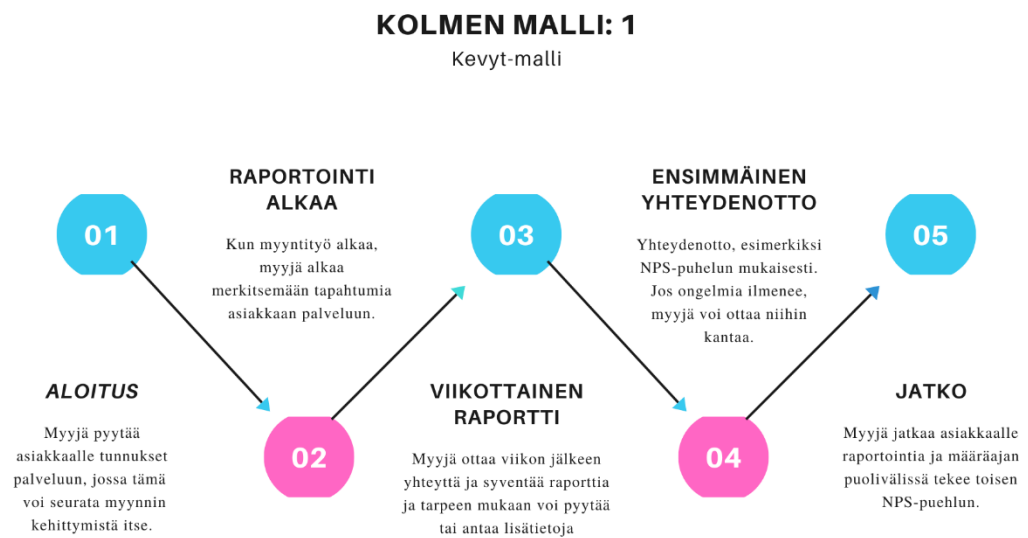 KOLMEN MALLI: 1
Kevyt-malli
01
ALOITUS
Myyjä pyytää
asiakkaalle tunnukset
palveluun, jossa tämä
voi seurata myynnin
kehittymistä itse.
RAPORTOINTI
ALKAA
Kun myyntityö alkaa,
myyjä alkaa
merkitsemään tapahtumia
asiakkaan palveluun.
02
03
VIIKOTTAINEN
RAPORTTI
Myyjä ottaa viikon jälkeen
yhteyttä ja syventää raporttia
ja tarpeen mukaan voi pyytää
tai antaa lisätietoja
ENSIMMÄINEN
YHTEYDENOTTO
Yhteydenotto, esimerkiksi
NPS-puhelun mukaisesti.
Jos ongelmia ilmenee,
myyjä voi ottaa niihin
kantaa.
04
05
JATKO
Myyjä jatkaa asiakkaalle
raportointia ja määräajan
puolivälissä tekee toisen
NPS-puehlun.